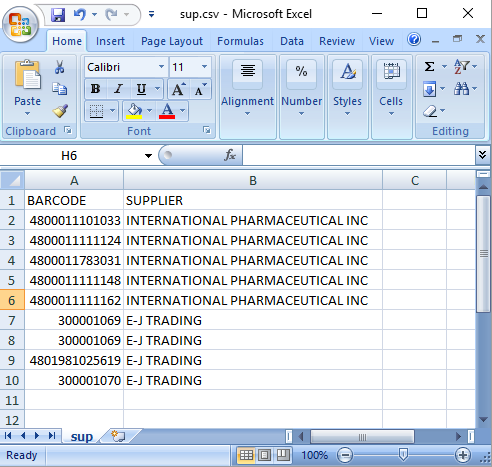 sup.csv - Microsoft Excel
Home Insert Page Layout Formulas Data Review View
Paste
Calibri 11
B I U A A
A
Alignment
%
Number
A
Styles
Cells
Σ A Z
Clipboard Font Editing
H6 fx
A B C
1 BARCODE SUPPLIER
2 4800011101033 INTERNATIONAL PHARMACEUTICAL INC
3 4800011111124 INTERNATIONAL PHARMACEUTICAL INC
4 4800011783031 INTERNATIONAL PHARMACEUTICAL INC
5 4800011111148 INTERNATIONAL PHARMACEUTICAL INC
6 4800011111162 INTERNATIONAL PHARMACEUTICAL INC
7 300001069 E-J TRADING
8 300001069 E-J TRADING
9 4801981025619 E-J TRADING
10 300001070 E-J TRADING
11
12
sup
Ready 100%